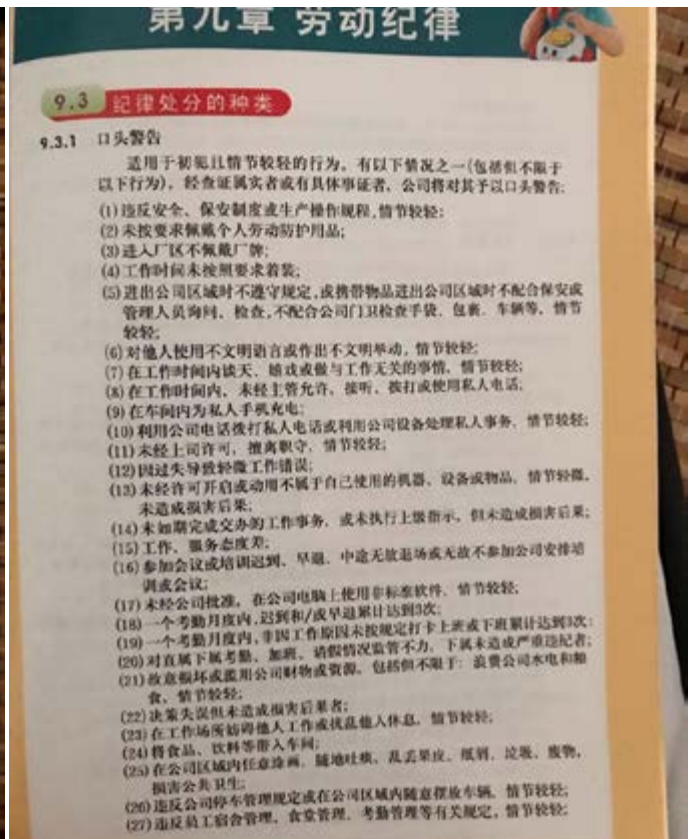 第九章 劳动纪律
9.3 纪律处分的种类
9.3.1 口头警告
适用于初犯且情节较轻的行为。有以下情况之一(包括但不限于
以下行为)，经查证属实者或有具体事证者，公司将对其予以口头警告:
(1)违反安全、保安制度或生产操作规程,情节较轻;
(2)未按要求佩戴个人劳动防护用品;
(3)进入厂区不佩戴厂牌;
(4)工作时间未按照要求着装;
(5)进出公司区域时不遵守规定,或携带物品进出公司区域时不配合保安或
管理人员询问、检查,不配合公司门卫检查手袋、包裹、车辆等，情节
较轻;
(6)对他人使用不文明语言或作出不文明举动，情节较轻;
(7)在工作时间内谈天、嬉戏或做与工作无关的事情，情节较轻;
(8)在工作时间内，未经主管允许，接听、拨打或使用私人电话;
(9)在车间内为私人手机充电;
(10)利用公司电话拨打私人电话或利用公司设备处理私人事务，情节较轻;
(11)未经上司许可，擅离职守，情节较轻;
(12)因过失导致轻微工作错误;
(13)未经许可开启或动用不属于自己使用的机器、设备或物品，情节轻微，
未造成损害后果;
(14)未如期完成交办的工作事务，或未执行上级指示，但未造成损害后果;
(15)工作、服务态度差;
(16)参加会议或培训迟到、早退、中途无故退场或无故不参加公司安排培
训或会议;
(17)未经公司批准，在公司电脑上使用非标准软件，情节较轻;
(18)一个考勤月度内,迟到和/或早退累计达到3次;
(19)一个考勤月度内,非因工作原因未按规定打卡上班或下班累计达到3次;
(20)对直属下属考勤、加班、请假情况监管不力，下属未造成严重违纪者;
(21)故意损坏或滥用公司财物或资源，包括但不限于: 浪费公司水电和粮
食，情节较轻;
(22)决策失误但未造成损害后果者;
(23)在工作场所妨碍他人工作或扰乱他人休息，情节较轻;
(24)将食品、饮料等带入车间;
(25)在公司区域内任意涂画，随地吐痰，乱丢果皮、纸屑、垃圾、废物，
损害公共卫生;
(26)违反公司停车管理规定或在公司区域内随意摆放车辆，情节较轻;
(27)违反员工宿舍管理、食堂管理、考勤管理等有关规定，情节较轻;